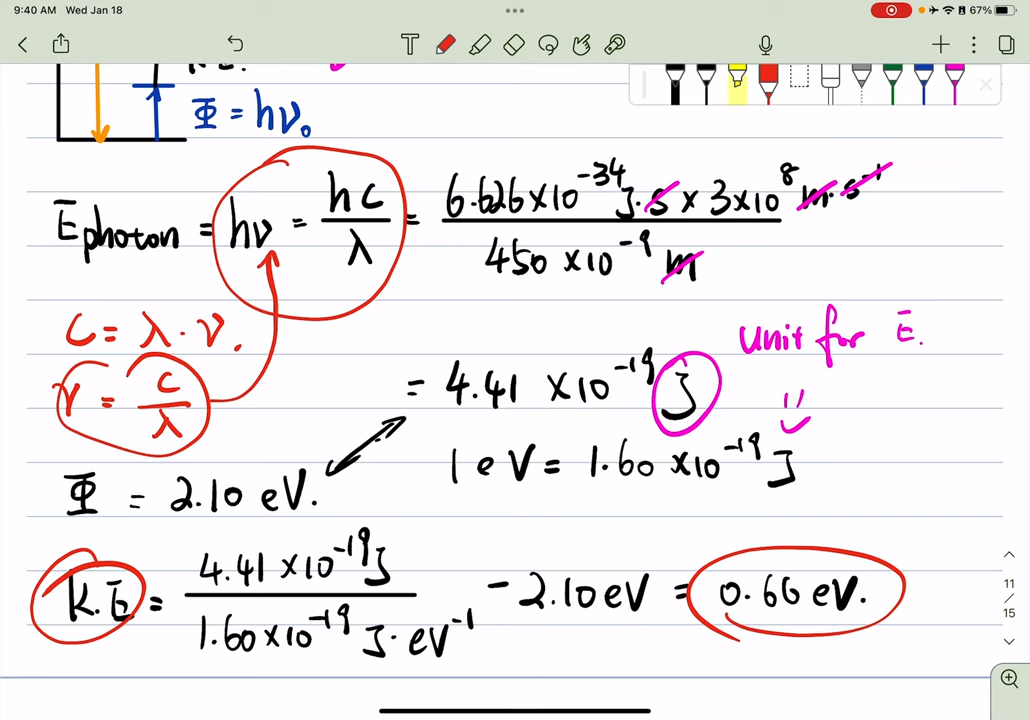 9:40 AM Wed Jan 18
67%
T
Φ = hν₀
E photon = hν = hc / λ = 6.626 × 10⁻³⁴ J·s × 3 × 10⁸ m·s⁻¹ / 450 × 10⁻⁹ m
C = λ · ν.
unit for E.
ν = c / λ
= 4.41 × 10⁻¹⁹ J
1 eV = 1.60 × 10⁻¹⁹ J
Φ = 2.10 eV.
K.E = 4.41 × 10⁻¹⁹ J / 1.60 × 10⁻¹⁹ J · eV⁻¹ - 2.10 eV = 0.66 eV.
11
/
15